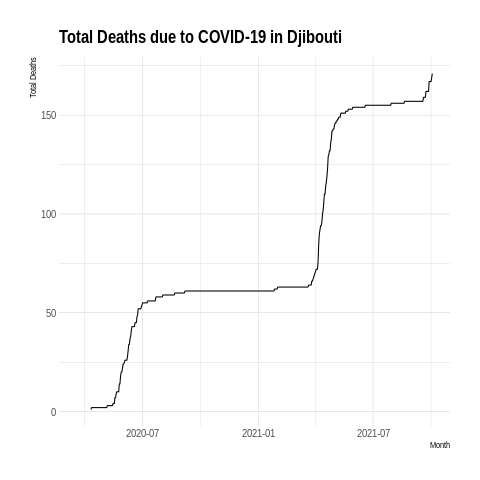 Total Deaths due to COVID-19 in Djibouti
Total Deaths
150
100
50
0
2020-07
2021-01
2021-07
Month